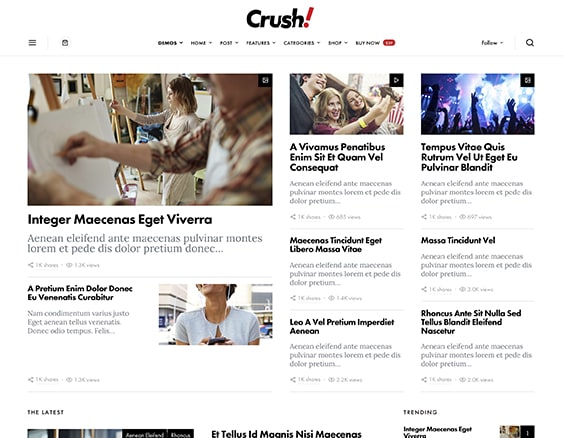 Crush!
DEMOS HOME POST FEATURES CATEGORIES SHOP BUY NOW Follow
Integer Maecenas Eget Viverra
Aenean eleifend ante maecenas pulvinar montes
lorem et pede dis dolor pretium donec...
1K shares 1.2K views
A Pretium Enim Dolor Donec
Eu Venenatis Curabitur
Nam condimentum varius justo
Eget aenean tellus venenatis.
Donec odio tempus. Felis...
1K shares 1.3K views
A Vivamus Penatibus
Enim Sit Et Quam Vel
Consequat
Aenean eleifend ante maecenas
pulvinar montes lorem et pede dis
dolor pretium...
1K shares 685 views
Maecenas Tincidunt Eget
Libero Massa Vitae
Aenean eleifend ante maecenas
pulvinar montes lorem et pede dis
dolor pretium...
1K shares 1.4K views
Leo A Vel Pretium Imperdiet
Aenean
Aenean eleifend ante maecenas
pulvinar montes lorem et pede dis
dolor pretium...
1K shares 2.2K views
Tempus Vitae Quis
Rutrum Vel Ut Eget Eu
Pulvinar Blandit
Aenean eleifend ante maecenas
pulvinar montes lorem et pede dis
dolor pretium...
1K shares 697 views
Massa Tincidunt Vel
Aenean eleifend ante maecenas
pulvinar montes lorem et pede dis
dolor pretium...
1K shares 3.0K views
Rhoncus Ante Sit Nulla Sed
Tellus Blandit Eleifend
Nascetur
Aenean eleifend ante maecenas
pulvinar montes lorem et pede dis
dolor pretium...
1K shares 2.0K views
THE LATEST
Aenean Eleifend Rhoncus
Et Tellus Id Magnis Nisi Maecenas
TRENDING
Integer Maecenas Eget
Viverra
1